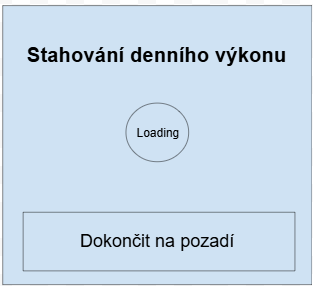 Stahování denního výkonu
Loading
Dokončit na pozadí